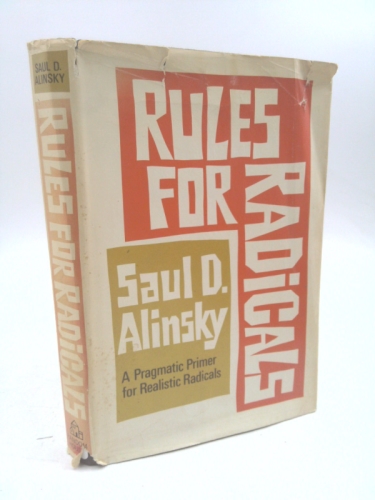 SAUL D.
ALINSKY
RULES FOR RADICALS
RULES
FOR
RADiCALS
Saul D.
Alinsky
A Pragmatic Primer
for Realistic Radicals